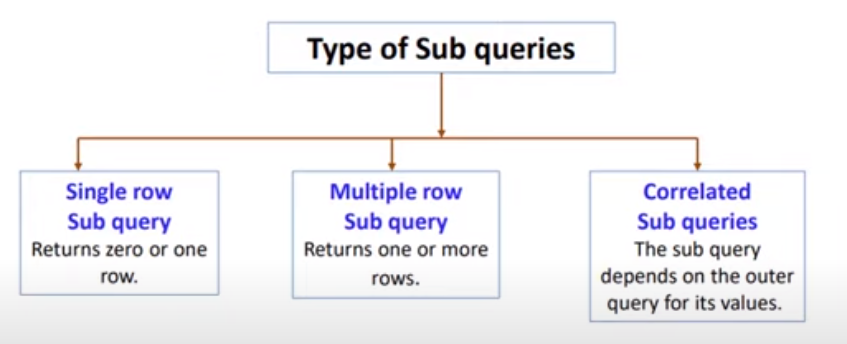 Type of Sub queries
Single row
Sub query
Returns zero or one
row.
Multiple row
Sub query
Returns one or more
rows.
Correlated
Sub queries
The sub query
depends on the outer
query for its values.